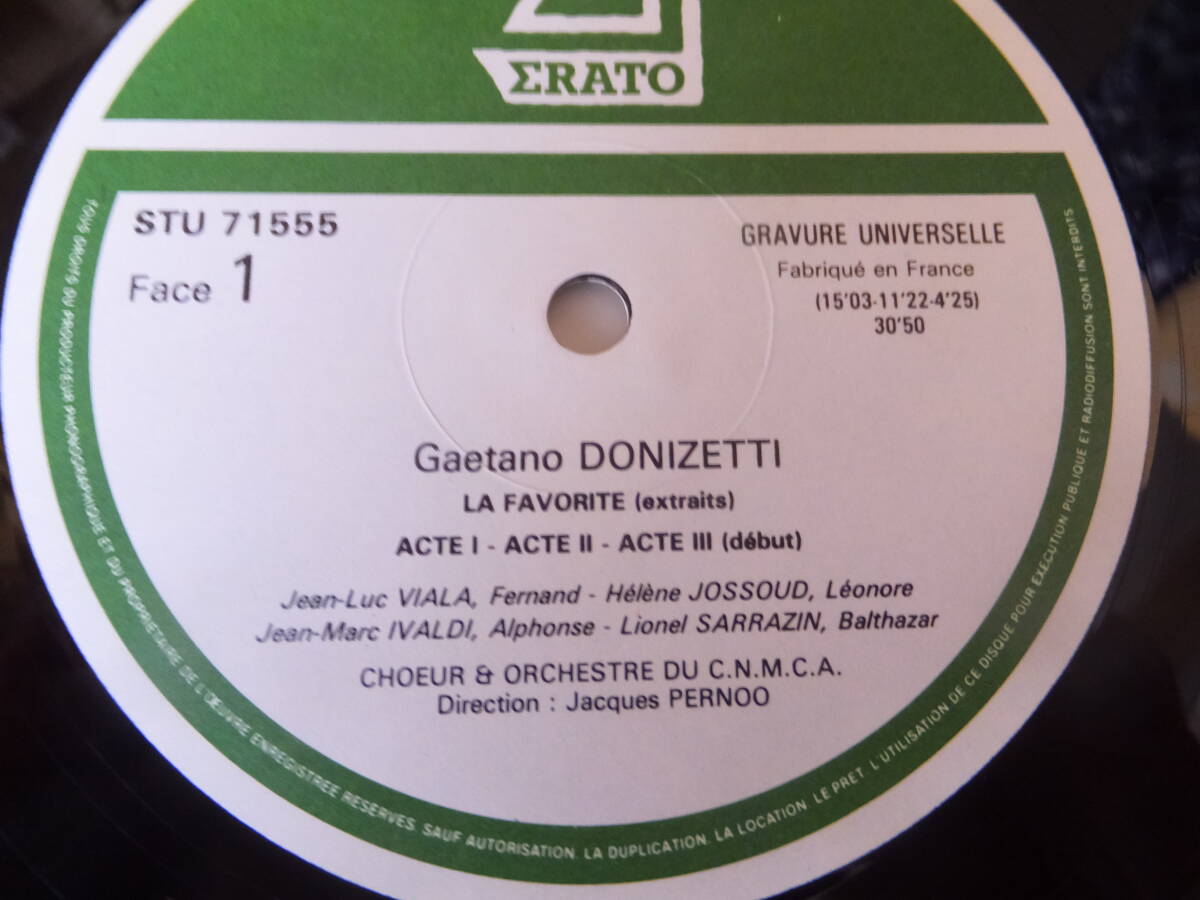 ΣRATO
STU 71555
Face 1
GRAVURE UNIVERSELLE
Fabriqué en France
(15'03-11'22-4'25)
30'50
Gaetano DONIZETTI
LA FAVORITE (extraits)
ACTE I - ACTE II - ACTE III (début)
Jean-Luc VIALA, Fernand - Hélène JOSSOUD, Léonore
Jean-Marc IVALDI, Alphonse - Lionel SARRAZIN, Balthazar
CHOEUR & ORCHESTRE DU C.N.M.C.A.
Direction : Jacques PERNOO
TOUS DROITS DU PRODUCTEUR PHONOGRAPHIQUE ET DU PROPRIETAIRE DE L'ŒUVRE ENREGISTREE RESERVES. SAUF AUTORISATION. LA DUPLICATION. LA LOCATION. LE PRET. L'UTILISATION DE CE DISQUE POUR EXECUTION PUBLIQUE ET RADIODIFFUSION SONT INTERDITS